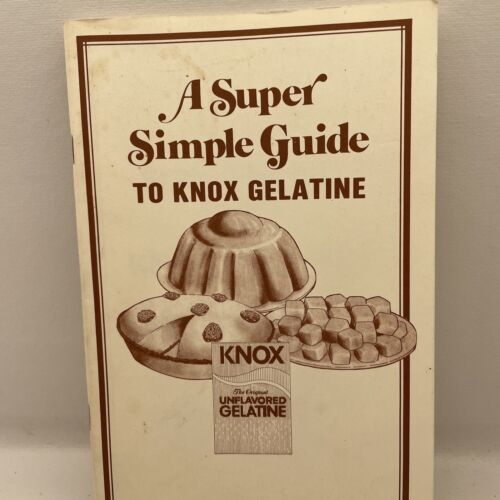 A Super
Simple Guide
TO KNOX GELATINE
KNOX
The Original
UNFLAVORED
GELATINE